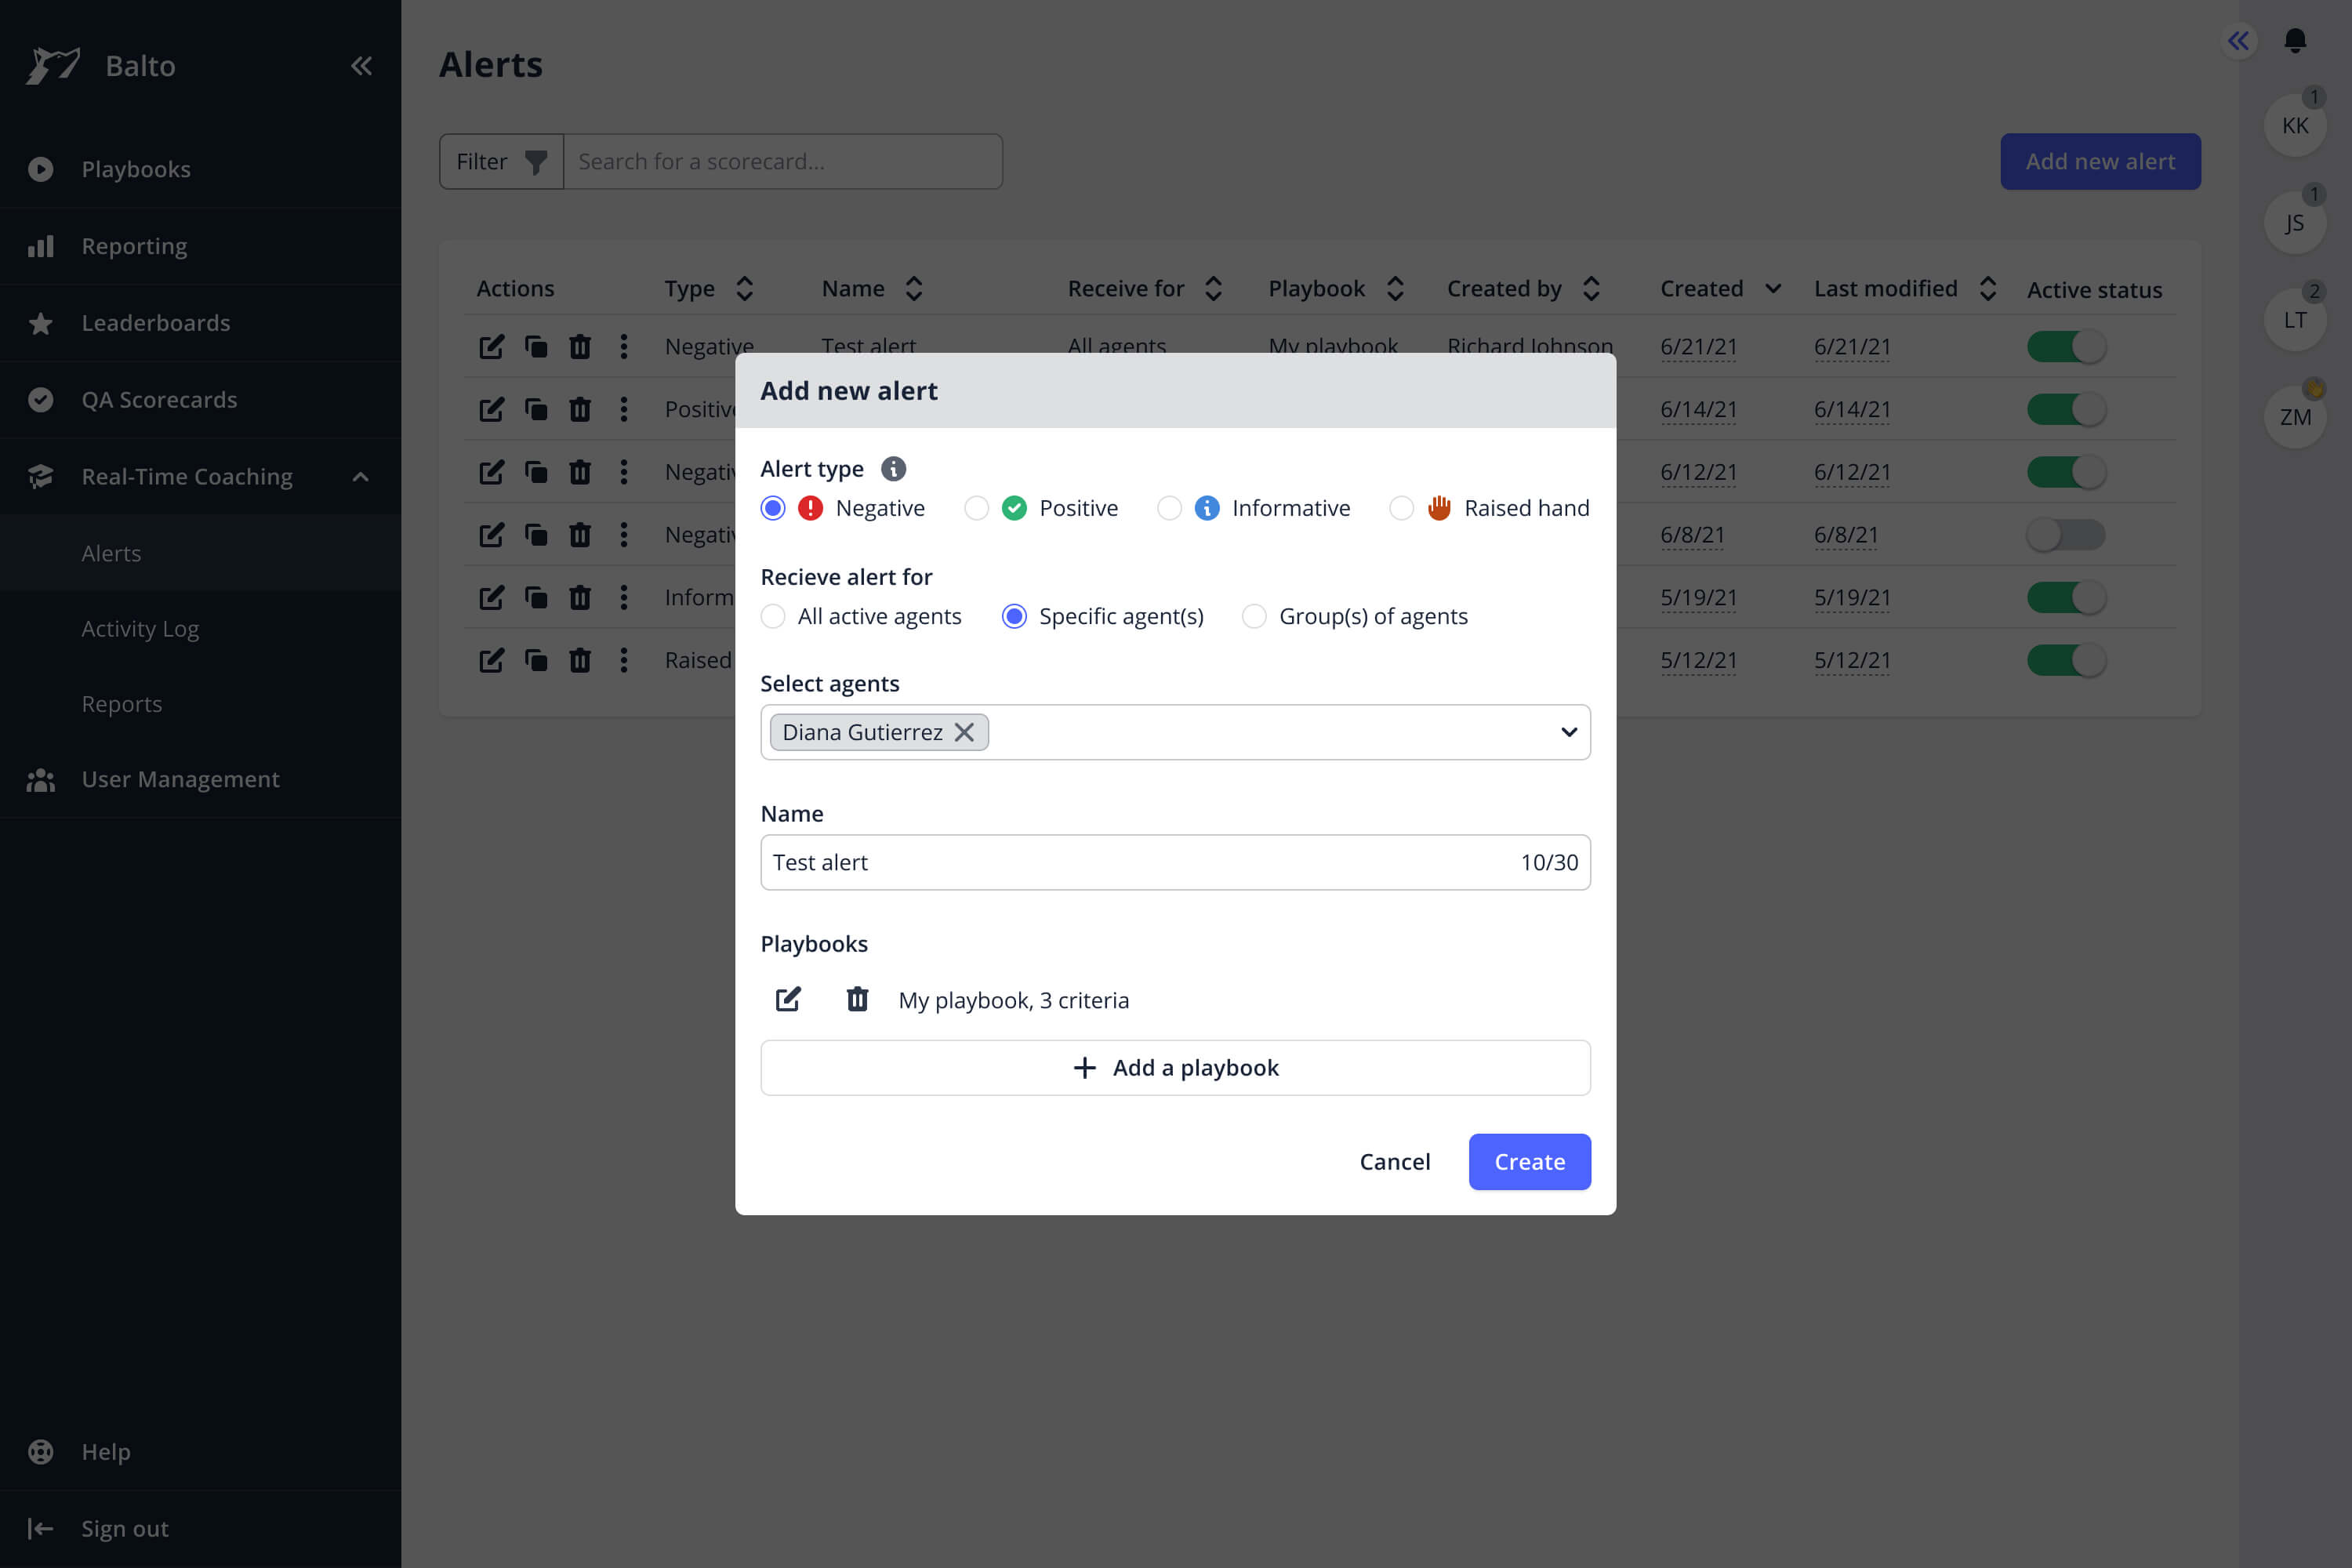 Balto
Playbooks
Reporting
Leaderboards
QA Scorecards
Real-Time Coaching
Alerts
Activity Log
Reports
User Management
Help
Sign out
Alerts
Filter
Search for a scorecard...
Add new alert
Actions Type Name Receive for Playbook Created by Created Last modified Active status
Negative Test alert All agents My playbook Richard Johnson 6/21/21 6/21/21
6/14/21 6/14/21
6/12/21 6/12/21
6/8/21 6/8/21
5/19/21 5/19/21
Raised 5/12/21 5/12/21
Add new alert
Alert type
Negative Positive Informative Raised hand
Recieve alert for
All active agents Specific agent(s) Group(s) of agents
Select agents
Diana Gutierrez
Name
Test alert 10/30
Playbooks
My playbook, 3 criteria
Add a playbook
Cancel Create
1
KK
1
JS
2
LT
ZM